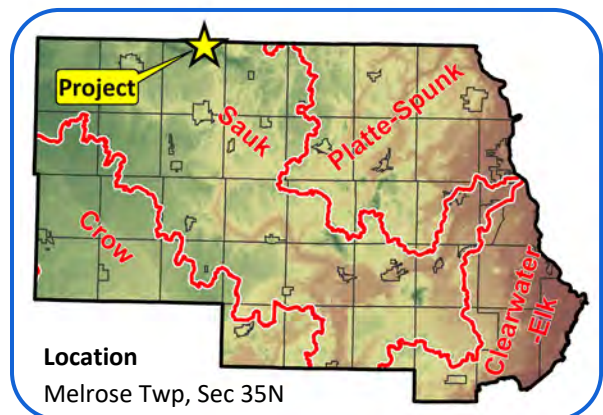 Project
Sauk
Platte-Spunk
Crow
Clearwater
-Elk
Location
Melrose Twp, Sec 35N